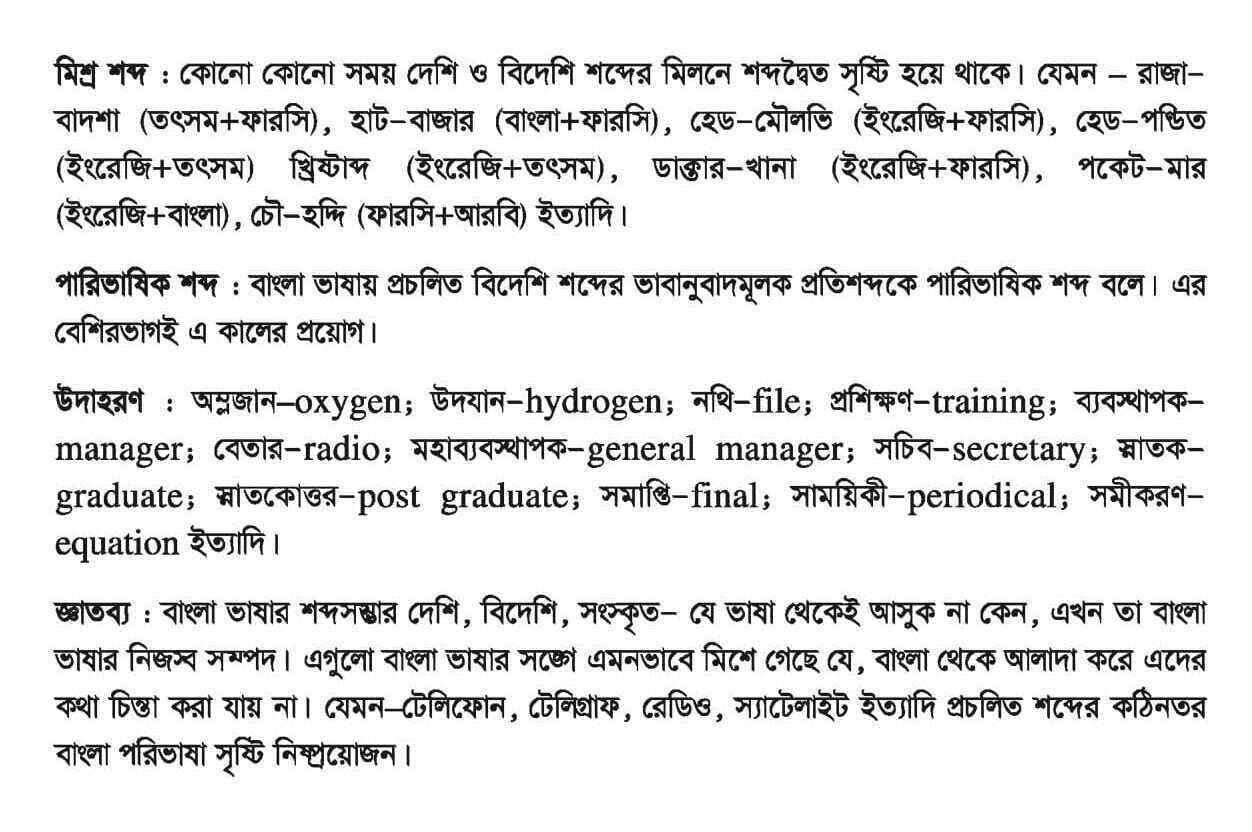 মিশ্র শব্দ : কোনো কোনো সময় দেশি ও বিদেশি শব্দের মিলনে শব্দদ্বৈত সৃষ্টি হয়ে থাকে। যেমন – রাজা-
বাদশা (তৎসম+ফারসি), হাট-বাজার (বাংলা+ফারসি), হেড-মৌলভি (ইংরেজি+ফারসি), হেড-পণ্ডিত
(ইংরেজি+তৎসম) খ্রিষ্টাব্দ (ইংরেজি+তৎসম), ডাক্তার-খানা (ইংরেজি+ফারসি), পকেট-মার
(ইংরেজি+বাংলা), চৌ-হদ্দি (ফারসি+আরবি) ইত্যাদি।
পারিভাষিক শব্দ : বাংলা ভাষায় প্রচলিত বিদেশি শব্দের ভাবানুবাদমূলক প্রতিশব্দকে পারিভাষিক শব্দ বলে। এর
বেশিরভাগই এ কালের প্রয়োগ।
উদাহরণ : অম্লজান–oxygen; উদযান-hydrogen; নথি-file; প্রশিক্ষণ-training; ব্যবস্থাপক-
manager; বেতার-radio; মহাব্যবস্থাপক-general manager; সচিব-secretary; স্নাতক-
graduate; স্নাতকোত্তর-post graduate; সমাপ্তি-final; সাময়িকী-periodical; সমীকরণ-
equation ইত্যাদি।
জ্ঞাতব্য : বাংলা ভাষার শব্দসম্ভার দেশি, বিদেশি, সংস্কৃত- যে ভাষা থেকেই আসুক না কেন, এখন তা বাংলা
ভাষার নিজস্ব সম্পদ। এগুলো বাংলা ভাষার সঙ্গে এমনভাবে মিশে গেছে যে, বাংলা থেকে আলাদা করে এদের
কথা চিন্তা করা যায় না। যেমন–টেলিফোন, টেলিগ্রাফ, রেডিও, স্যাটেলাইট ইত্যাদি প্রচলিত শব্দের কঠিনতর
বাংলা পরিভাষা সৃষ্টি নিষ্প্রয়োজন।